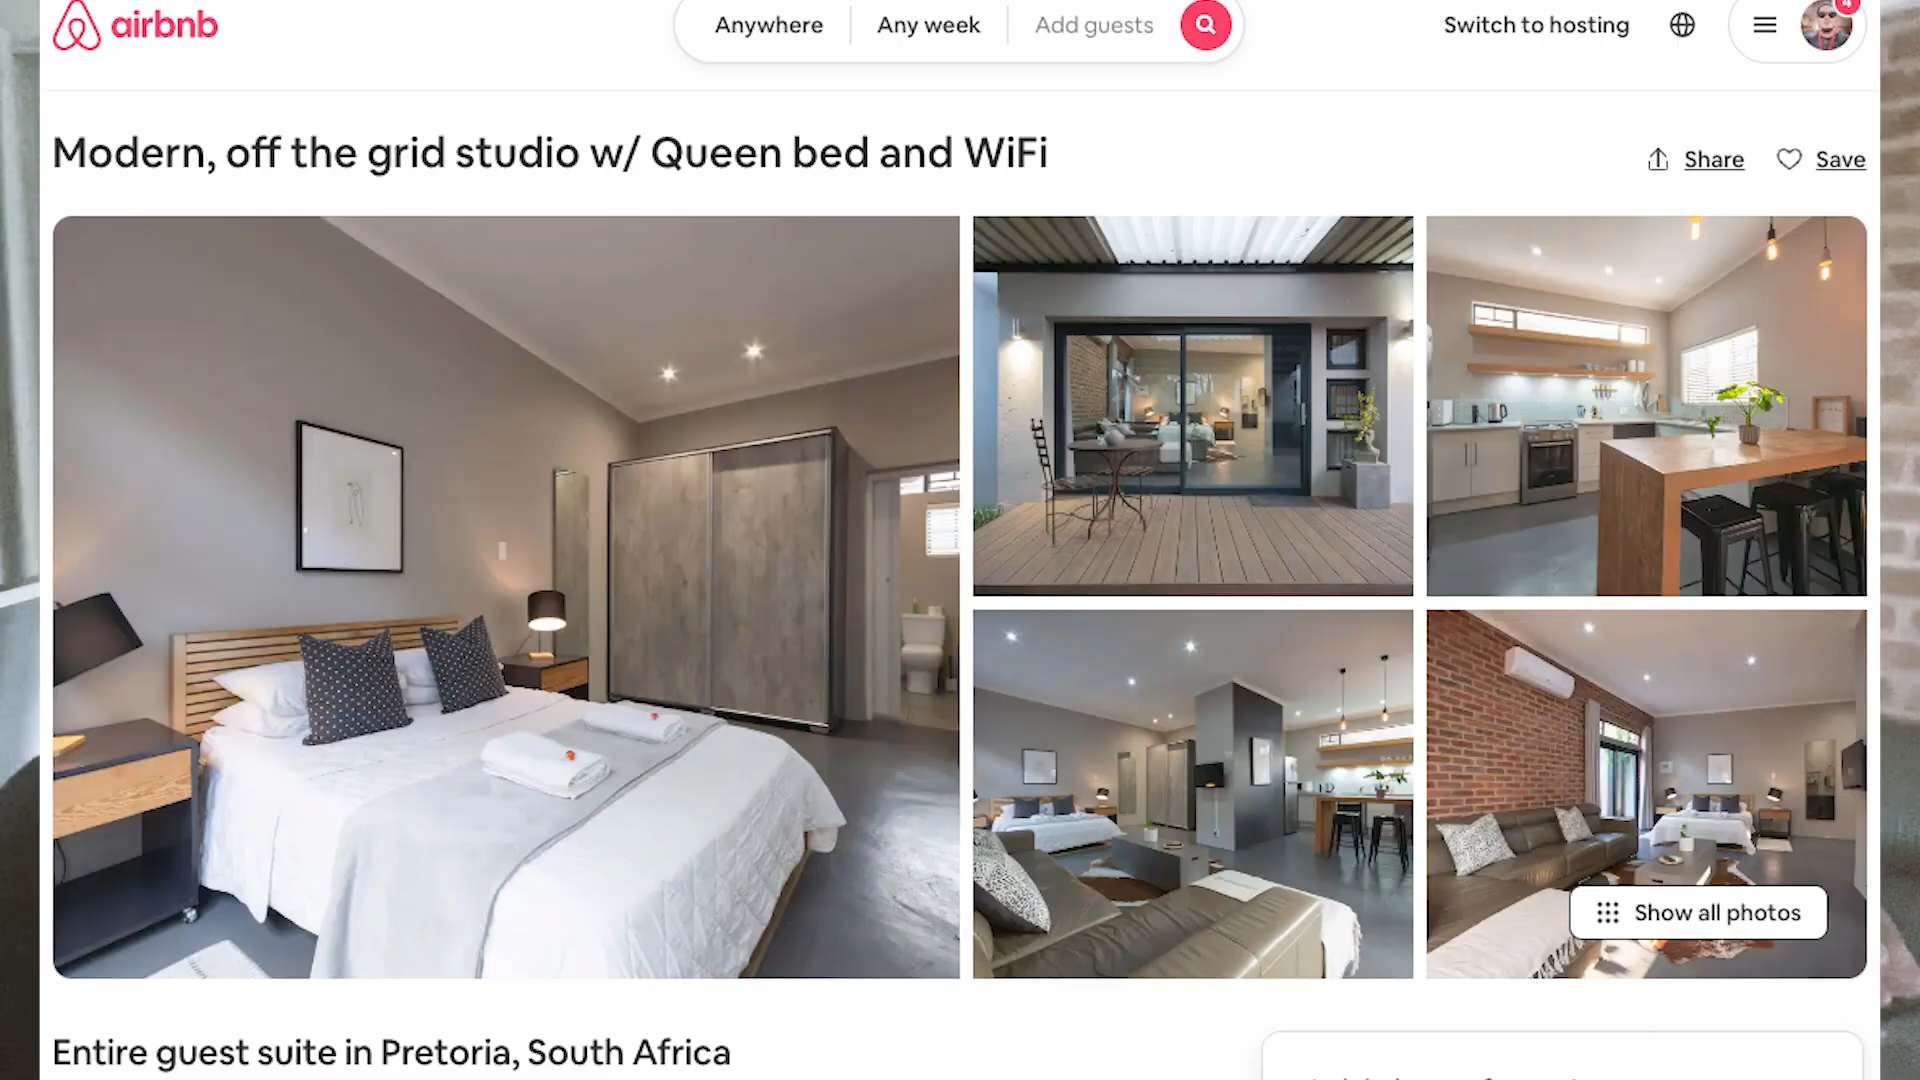 airbnb
Anywhere
Any week
Add guests
Switch to hosting
4
Modern, off the grid studio w/ Queen bed and WiFi
Share
Save
Show all photos
Entire guest suite in Pretoria, South Africa